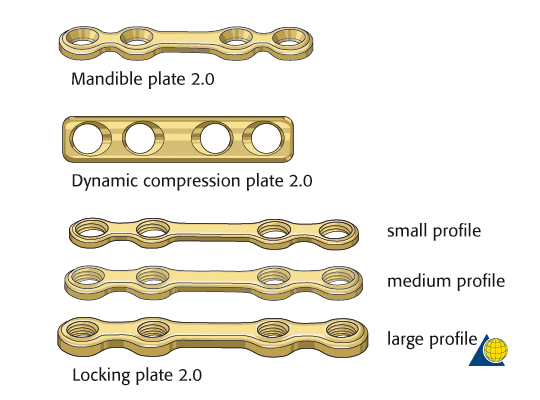 Mandible plate 2.0
Dynamic compression plate 2.0
small profile
medium profile
large profile
Locking plate 2.0